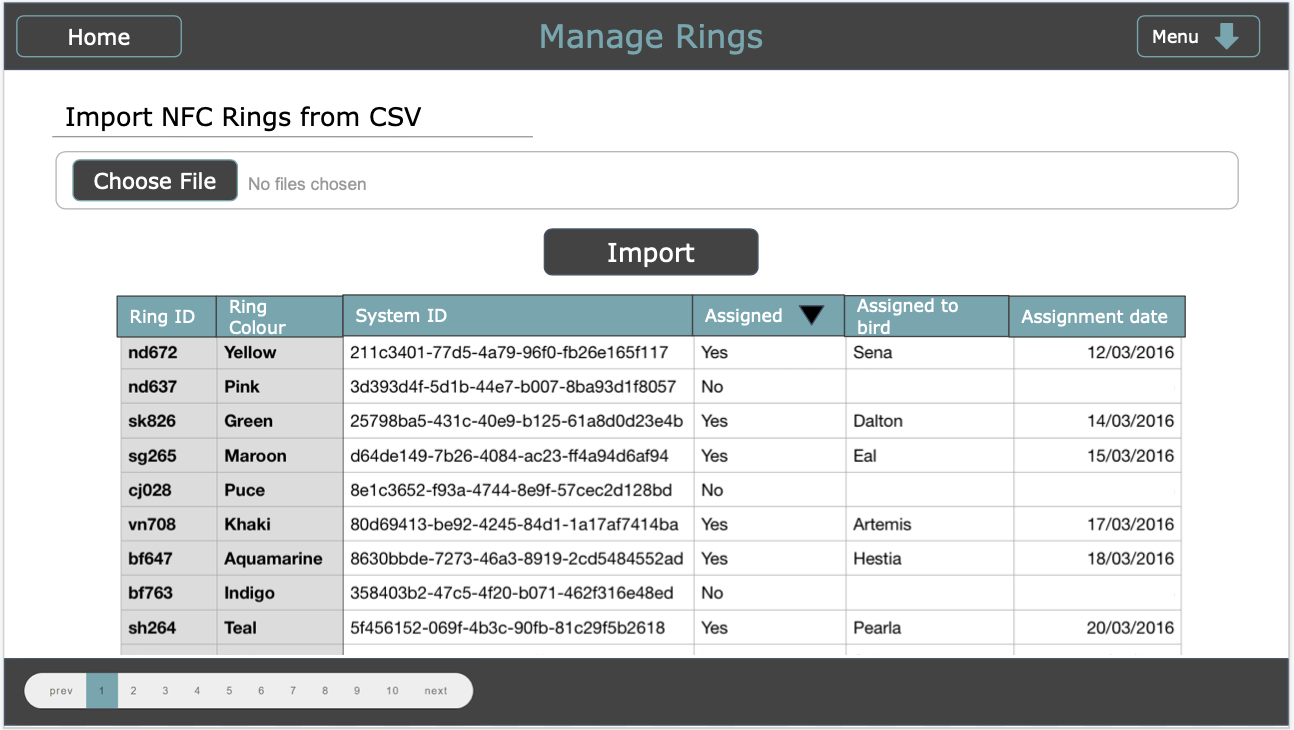 Home Manage Rings Menu
Import NFC Rings from CSV
Choose File No files chosen
Import
Ring ID Ring Colour System ID Assigned Assigned to bird Assignment date
nd672 Yellow 211c3401-77d5-4a79-96f0-fb26e165f117 Yes Sena 12/03/2016
nd637 Pink 3d393d4f-5d1b-44e7-b007-8ba93d1f8057 No
sk826 Green 25798ba5-431c-40e9-b125-61a8d0d23e4b Yes Dalton 14/03/2016
sg265 Maroon d64de149-7b26-4084-ac23-ff4a94d6af94 Yes Eal 15/03/2016
cj028 Puce 8e1c3652-f93a-4744-8e9f-57cec2d128bd No
vn708 Khaki 80d69413-be92-4245-84d1-1a17af7414ba Yes Artemis 17/03/2016
bf647 Aquamarine 8630bbde-7273-46a3-8919-2cd5484552ad Yes Hestia 18/03/2016
bf763 Indigo 358403b2-47c5-4f20-b071-462f316e48ed No
sh264 Teal 5f456152-069f-4b3c-90fb-81c29f5b2618 Yes Pearla 20/03/2016
prev 1 2 3 4 5 6 7 8 9 10 next